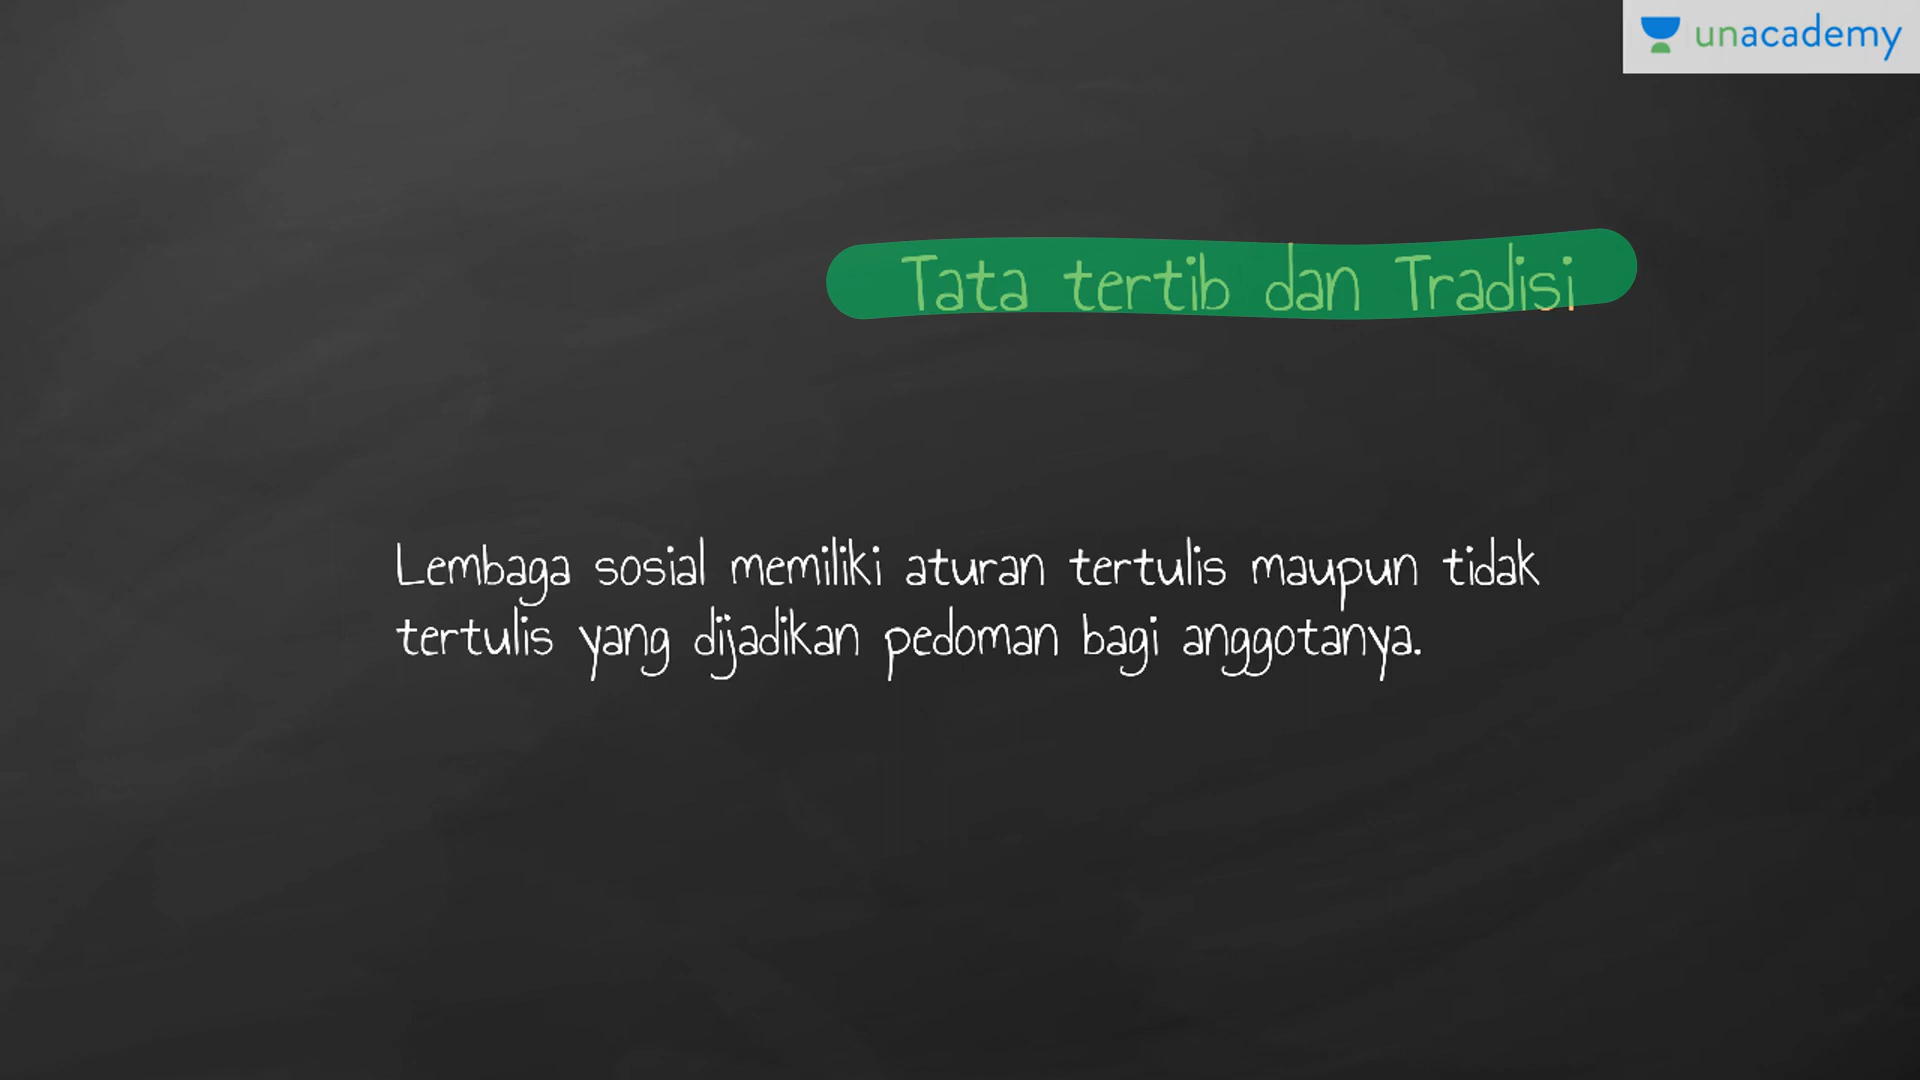 unacademy
Tata tertib dan Tradisi
Lembaga sosial memiliki aturan tertulis maupun tidak
tertulis yang dijadikan pedoman bagi anggotanya.